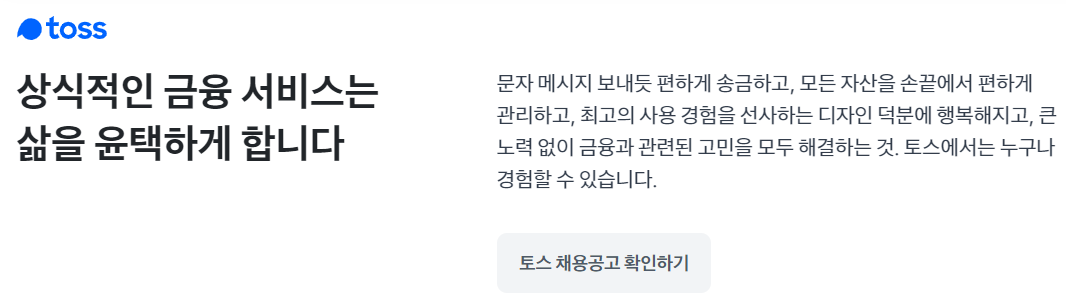 toss
상식적인 금융 서비스는
삶을 윤택하게 합니다
문자 메시지 보내듯 편하게 송금하고, 모든 자산을 손끝에서 편하게
관리하고, 최고의 사용 경험을 선사하는 디자인 덕분에 행복해지고, 큰
노력 없이 금융과 관련된 고민을 모두 해결하는 것. 토스에서는 누구나
경험할 수 있습니다.
토스 채용공고 확인하기